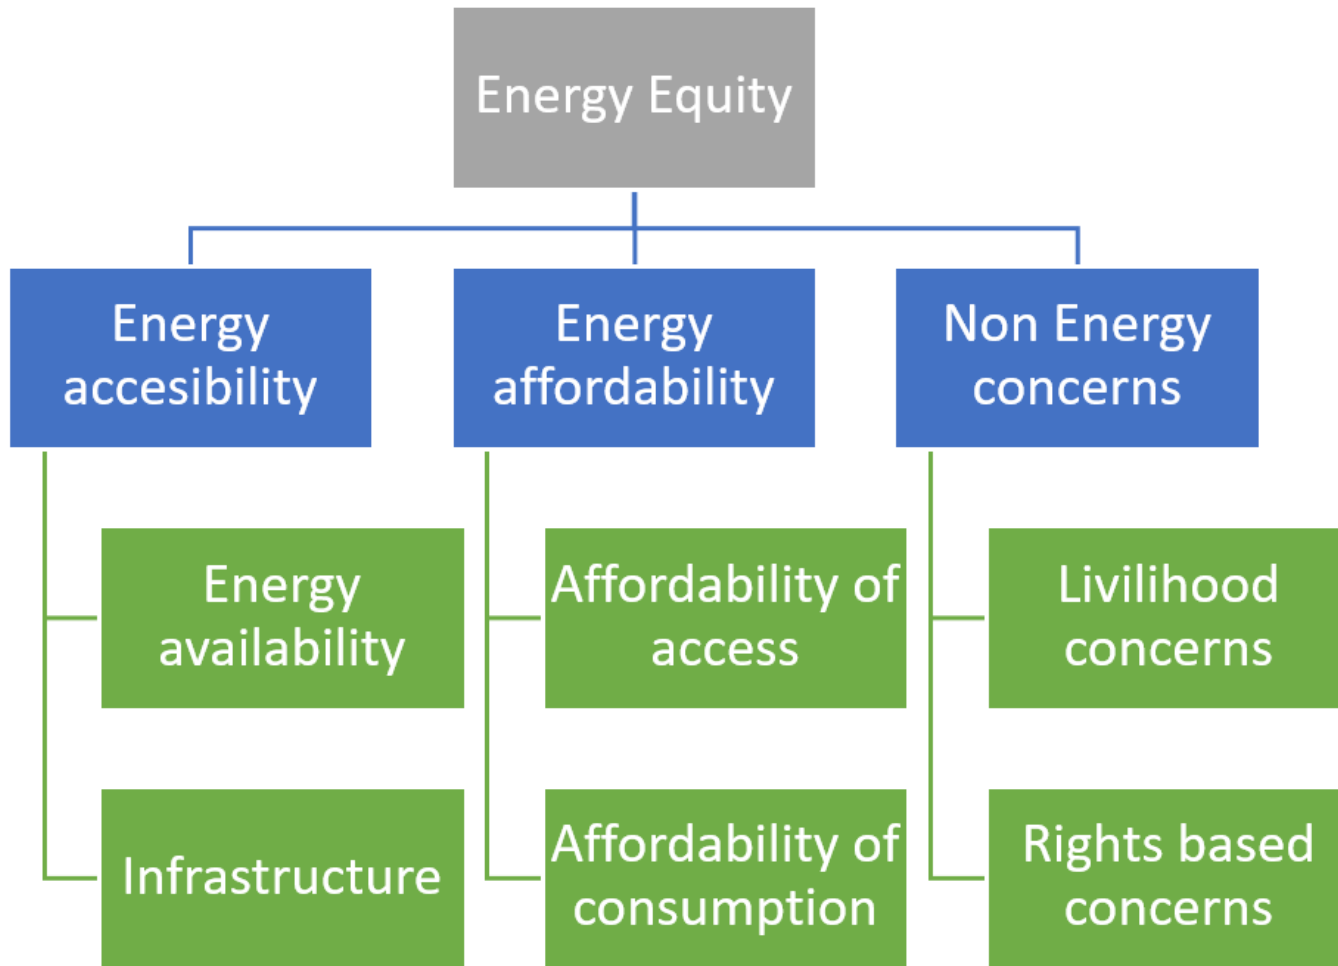 Energy Equity
Energy
accesibility
Energy
affordability
Non Energy
concerns
Energy
availability
Affordability of
access
Livilihood
concerns
Infrastructure
Affordability of
consumption
Rights based
concerns